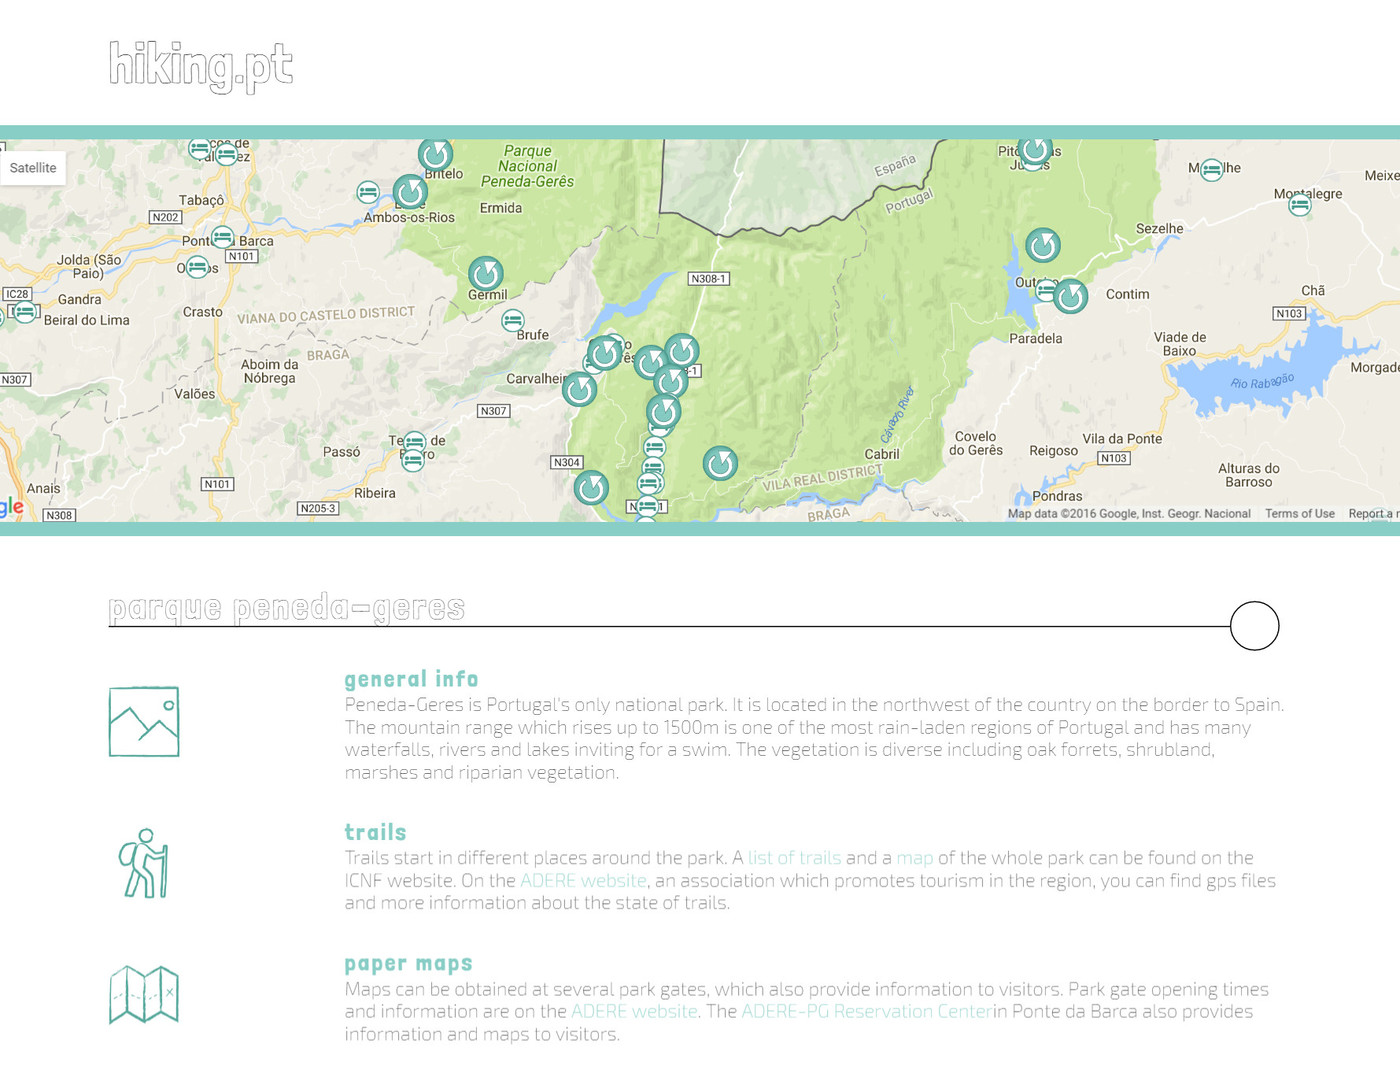 hiking.pt
Satellite
Parque
Nacional
Peneda-Gerês
España
Portugal
Britelo
Montalegre
Meixe
Tabaçô
Ermida
Ambos-os-Rios
N202
Sezelhe
Barca
N101
Jolda (São
Paio)
N308-1
IC28
Gandra
Germil
Contim
Chã
Crasto
VIANA DO CASTELO DISTRICT
N103
Beiral do Lima
Brufe
Paradela
Viade de
Baixo
BRAGA
Aboim da
Nóbrega
Carvalhei
Morgade
N307
Rio Rabagão
Valões
N307
Cávado River
Covelo
do Gerês
Vila da Ponte
Passó
Reigoso
Cabril
N103
N304
VILA REAL DISTRICT
Alturas do
Barroso
Anais
N101
Ribeira
Pondras
gle
N308
N205-3
BRAGA
Map data ©2016 Google, Inst. Geogr. Nacional
Terms of Use
Report a
parque peneda-geres
general info
Peneda-Geres is Portugal's only national park. It is located in the northwest of the country on the border to Spain.
The mountain range which rises up to 1500m is one of the most rain-laden regions of Portugal and has many
waterfalls, rivers and lakes inviting for a swim. The vegetation is diverse including oak forrets, shrubland,
marshes and riparian vegetation.
trails
Trails start in different places around the park. A list of trails and a map of the whole park can be found on the
ICNF website. On the ADERE website, an association which promotes tourism in the region, you can find gps files
and more information about the state of trails.
paper maps
Maps can be obtained at several park gates, which also provide information to visitors. Park gate opening times
and information are on the ADERE website. The ADERE-PG Reservation Centerin Ponte da Barca also provides
information and maps to visitors.